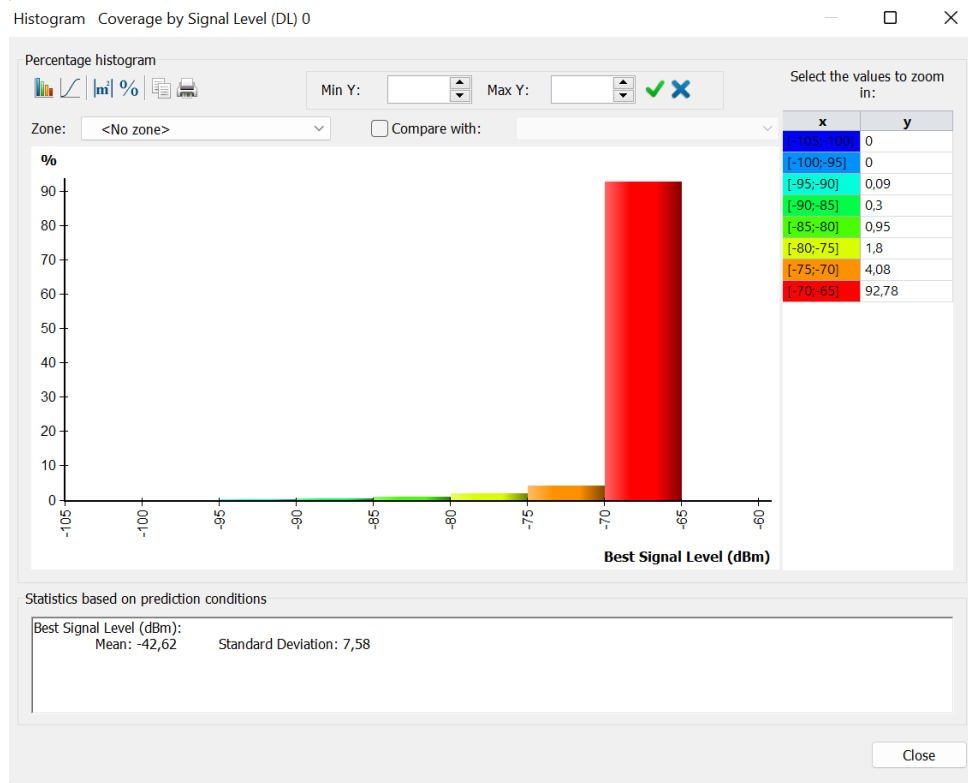 Histogram   Coverage by Signal Level (DL) 0
Percentage histogram
|m²| %
Min Y:
Max Y:
Select the values to zoom
in:
Zone: <No zone>
Compare with:
x y
[-105;-100] 0
[-100;-95] 0
[-95;-90] 0,09
[-90;-85] 0,3
[-85;-80] 0,95
[-80;-75] 1,8
[-75;-70] 4,08
[-70;-65] 92,78
%
90
80
70
60
50
40
30
20
10
0
-105 -100 -95 -90 -85 -80 -75 -70 -65 -60
Best Signal Level (dBm)
Statistics based on prediction conditions
Best Signal Level (dBm):
Mean: -42,62 Standard Deviation: 7,58
Close